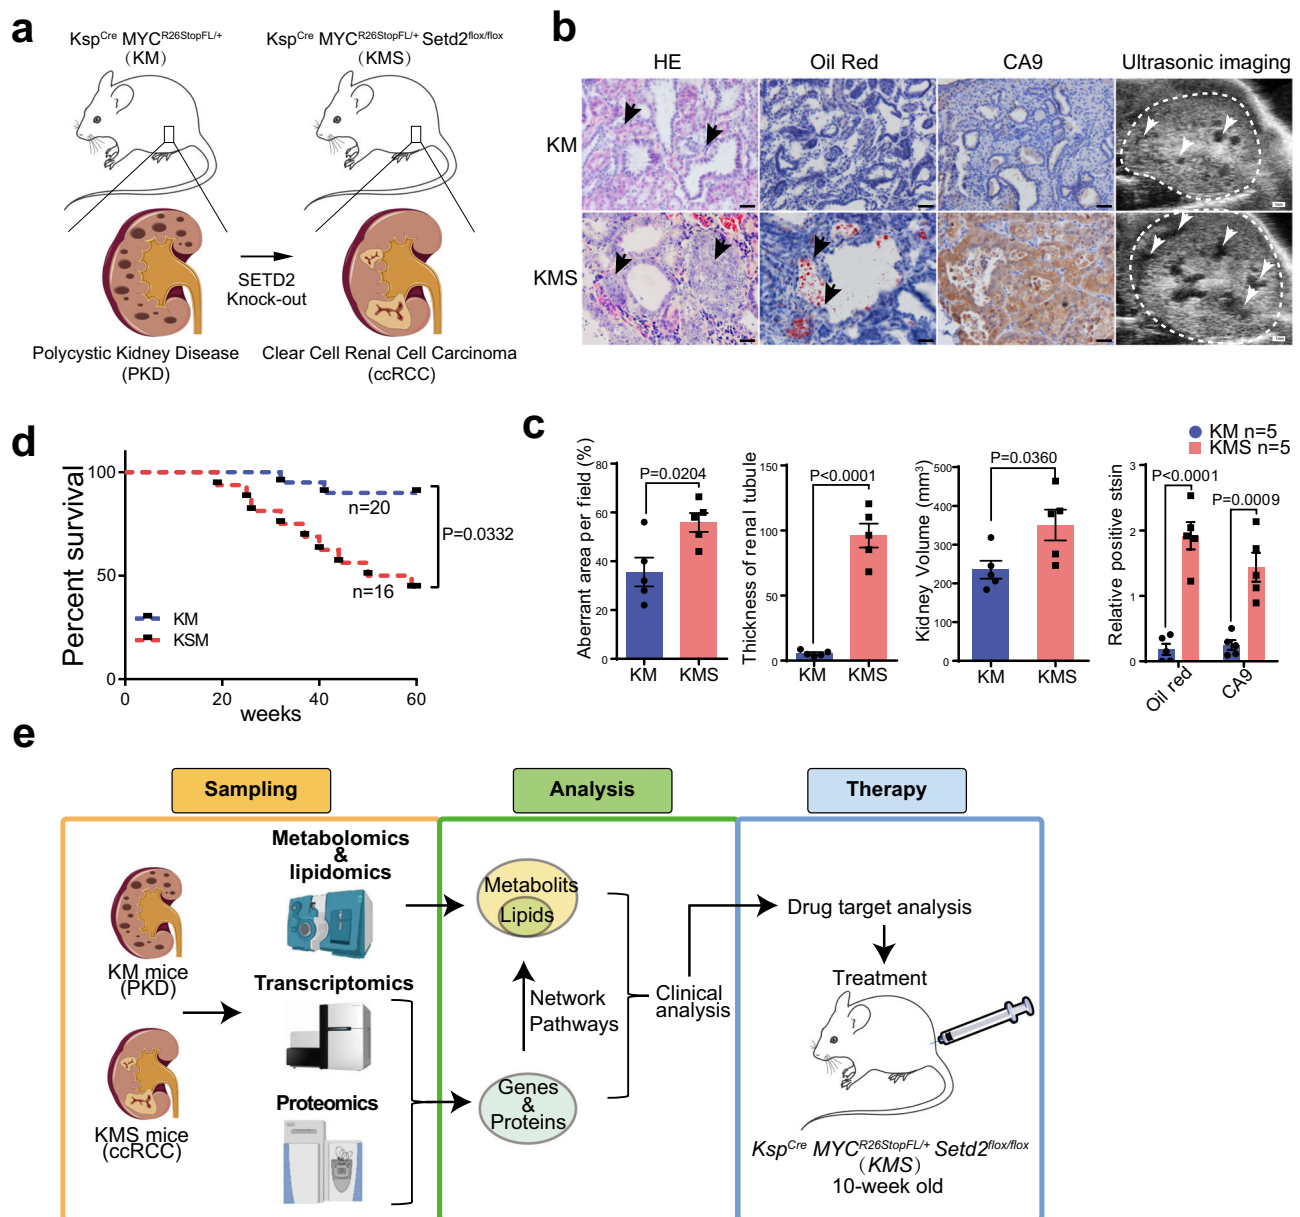 a
Ksp^Cre MYC^R26StopFL/+
(KM)
Ksp^Cre MYC^R26StopFL/+ Setd2^flox/flox
(KMS)
SETD2
Knock-out
Polycystic Kidney Disease
(PKD)
Clear Cell Renal Cell Carcinoma
(ccRCC)
b
HE
Oil Red
CA9
Ultrasonic imaging
KM
KMS
d
Percent survival
100
50
0
20
40
60
weeks
n=20
n=16
P=0.0332
KM
KSM
c
KM n=5
KMS n=5
Aberrant area per field (%)
80
60
40
20
0
P=0.0204
KM
KMS
Thickness of renal tubule
150
100
50
0
P<0.0001
KM
KMS
Kidney Volume (mm³)
500
400
300
200
100
0
P=0.0360
KM
KMS
Relative positive stsin
3
2
1
0
P<0.0001
P=0.0009
Oil red
CA9
e
Sampling
Analysis
Therapy
KM mice
(PKD)
KMS mice
(ccRCC)
Metabolomics
&
lipidomics
Transcriptomics
Proteomics
Metabolits
Lipids
Network
Pathways
Genes
&
Proteins
Clinical
analysis
Drug target analysis
Treatment
Ksp^Cre MYC^R26StopFL/+ Setd2^flox/flox
(KMS)
10-week old